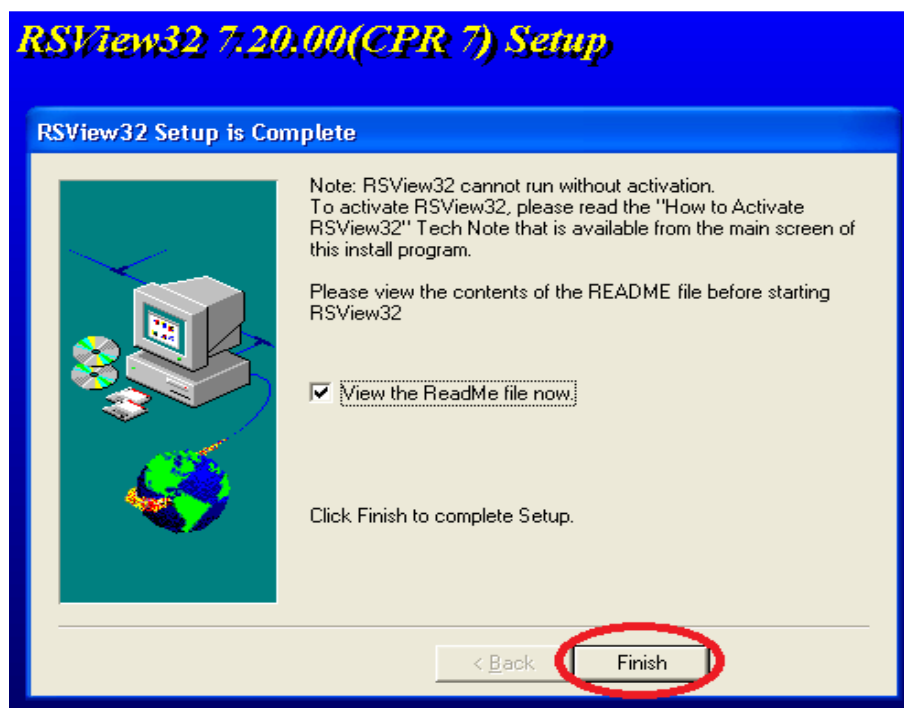 RSView32 7.20.00(CPR 7) Setup
RSView32 Setup is Complete
Note: RSView32 cannot run without activation.
To activate RSView32, please read the "How to Activate
RSView32" Tech Note that is available from the main screen of
this install program.
Please view the contents of the README file before starting
RSView32
View the ReadMe file now.
Click Finish to complete Setup.
< Back
Finish